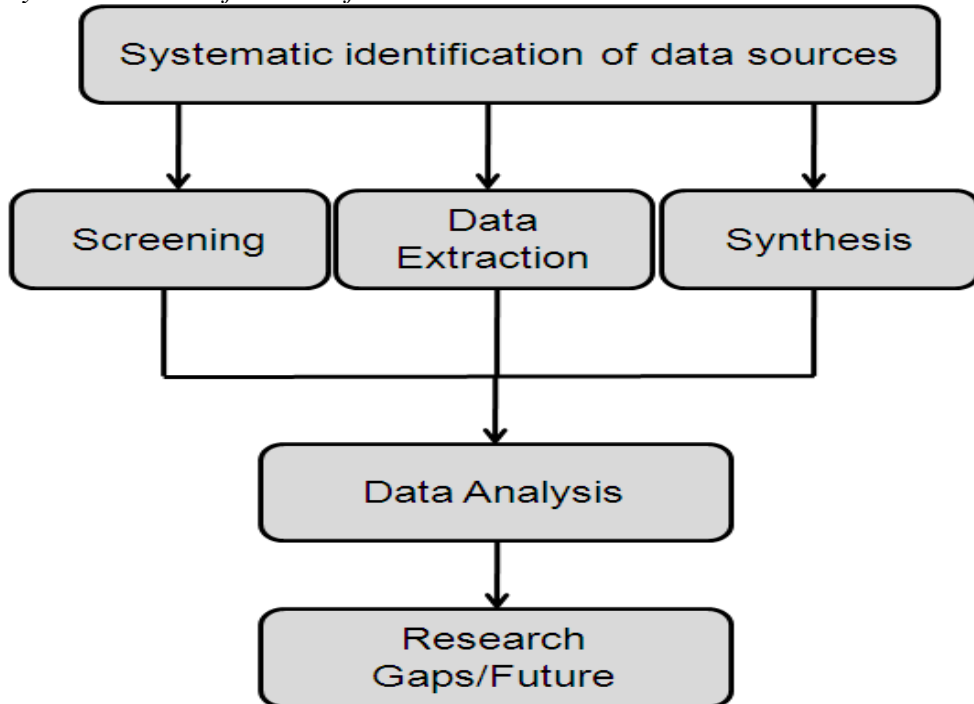 Systematic identification of data sources
Screening
Data
Extraction
Synthesis
Data Analysis
Research
Gaps/Future